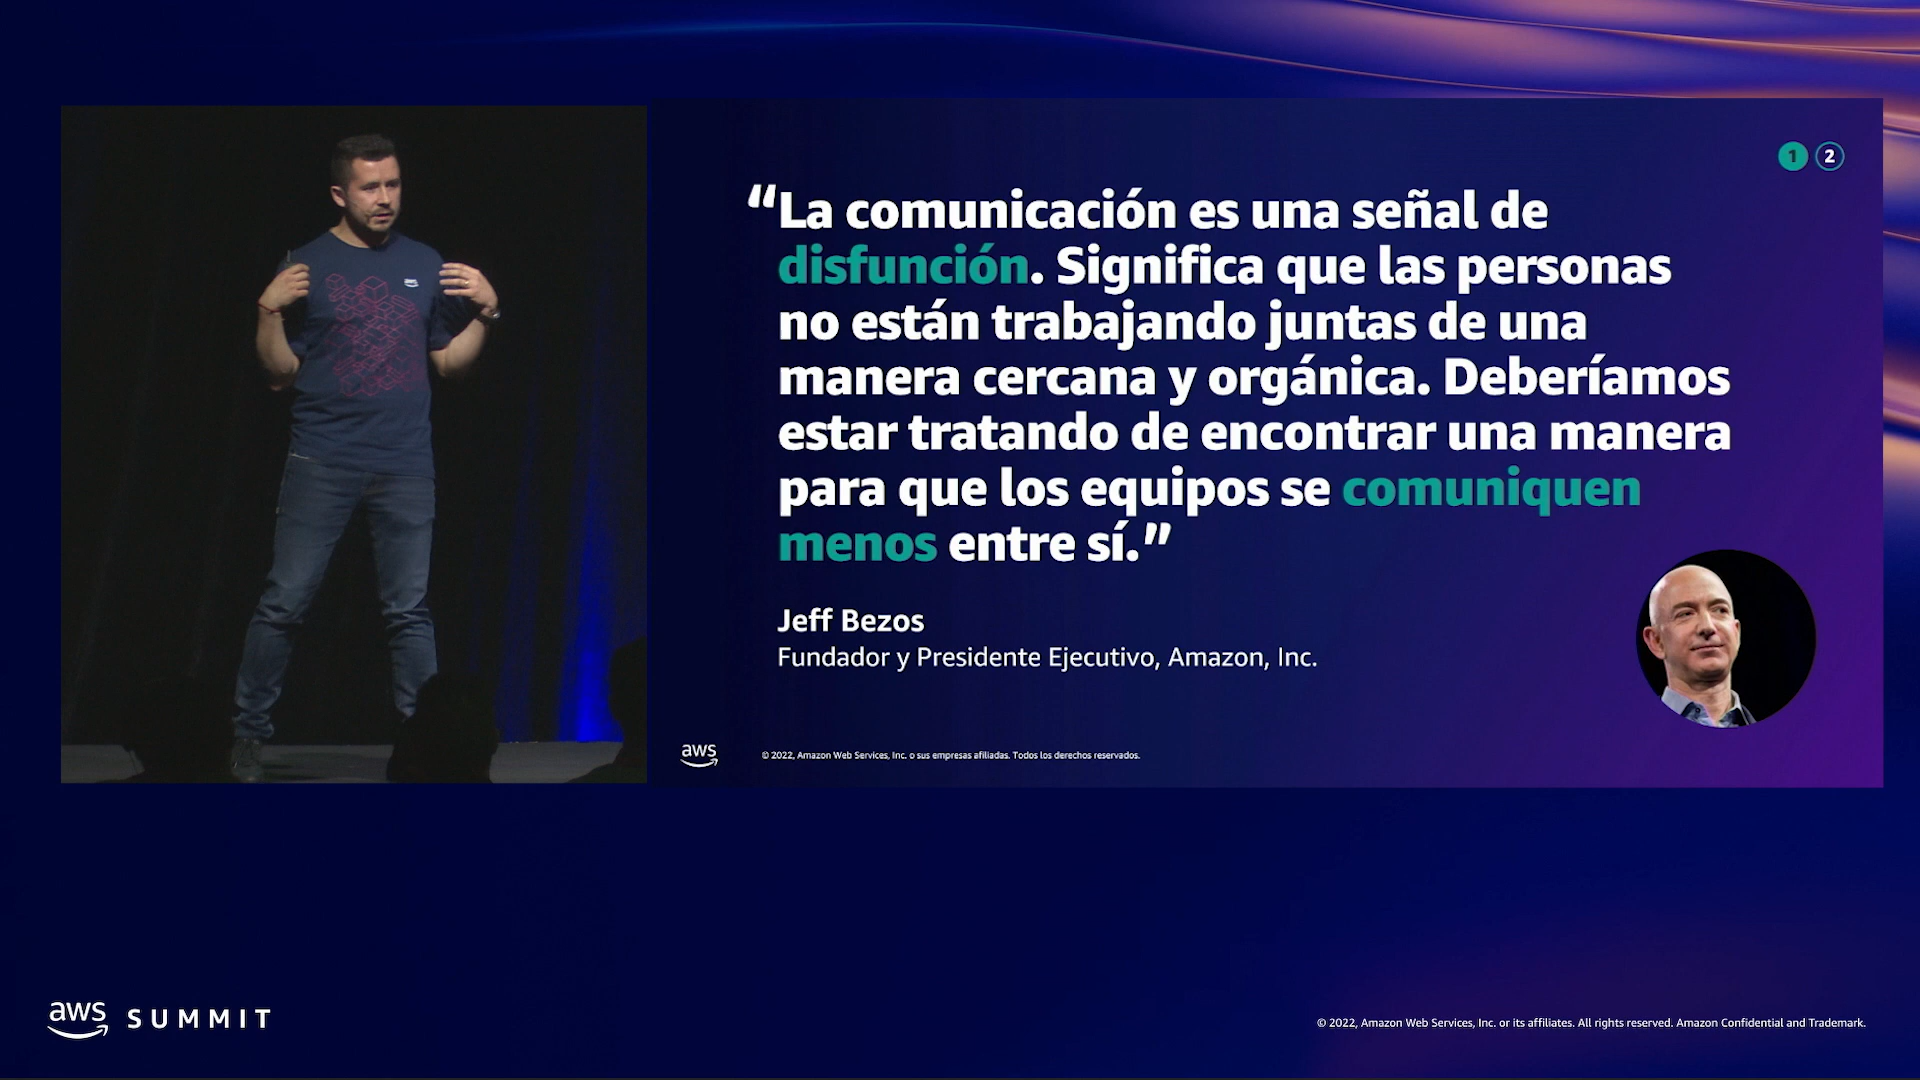 1 2
“La comunicación es una señal de
disfunción. Significa que las personas
no están trabajando juntas de una
manera cercana y orgánica. Deberíamos
estar tratando de encontrar una manera
para que los equipos se comuniquen
menos entre sí.”
Jeff Bezos
Fundador y Presidente Ejecutivo, Amazon, Inc.
aws
© 2022, Amazon Web Services, Inc. o sus empresas afiliadas. Todos los derechos reservados.
aws SUMMIT
© 2022, Amazon Web Services, Inc. or its affiliates. All rights reserved. Amazon Confidential and Trademark.